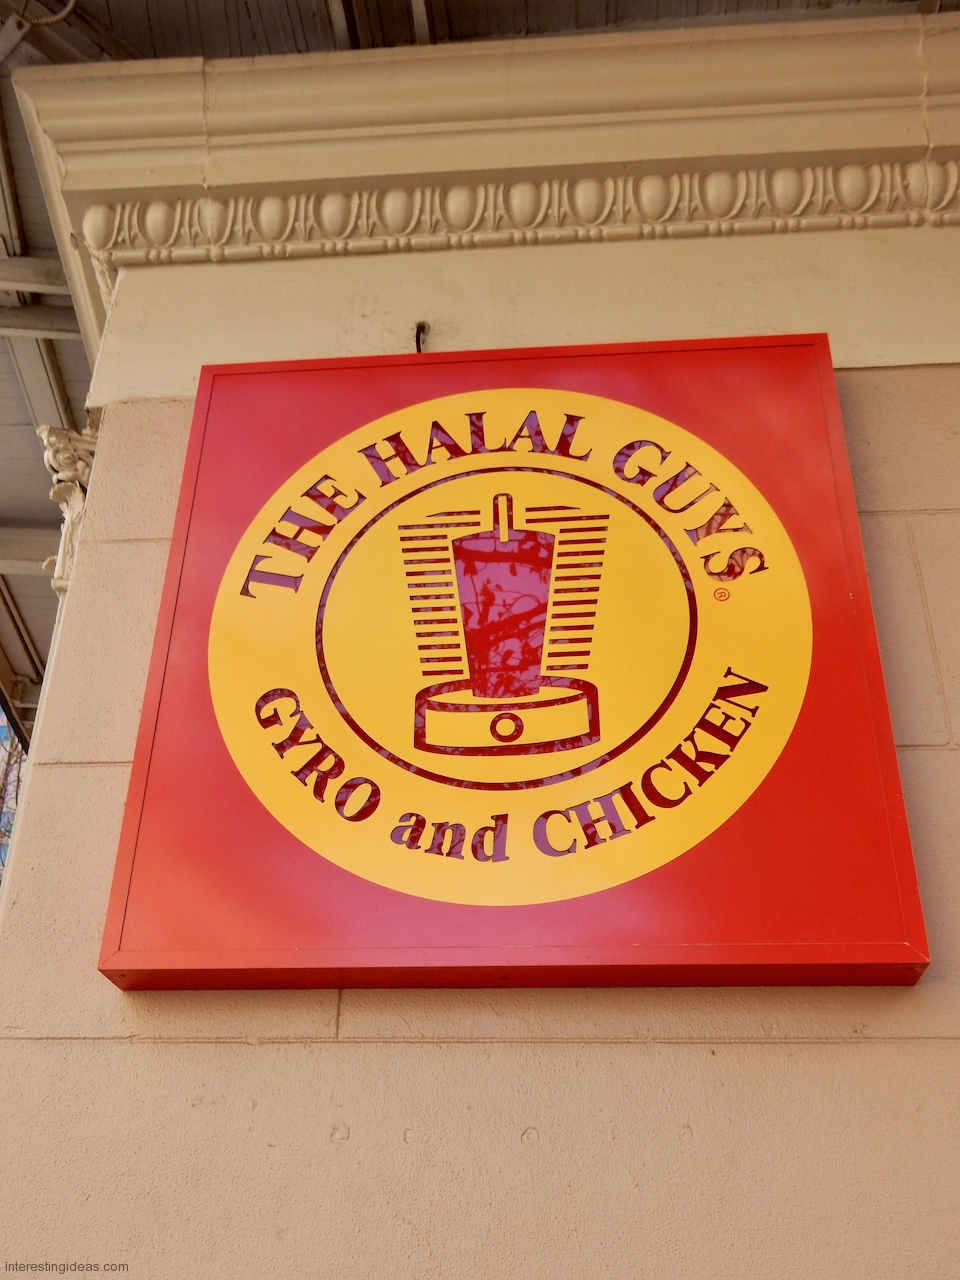 THE HALAL GUYS
®
GYRO and CHICKEN
interestingideas.com